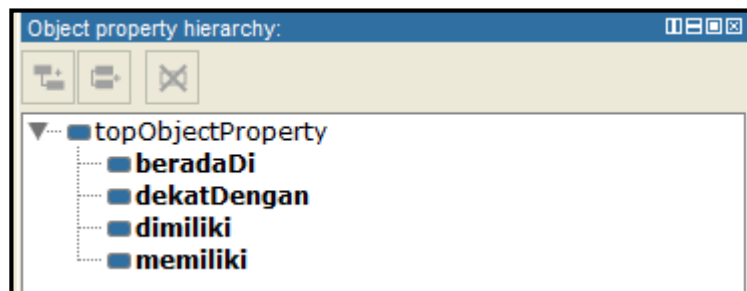 Object property hierarchy:
topObjectProperty
beradaDi
dekatDengan
dimiliki
memiliki